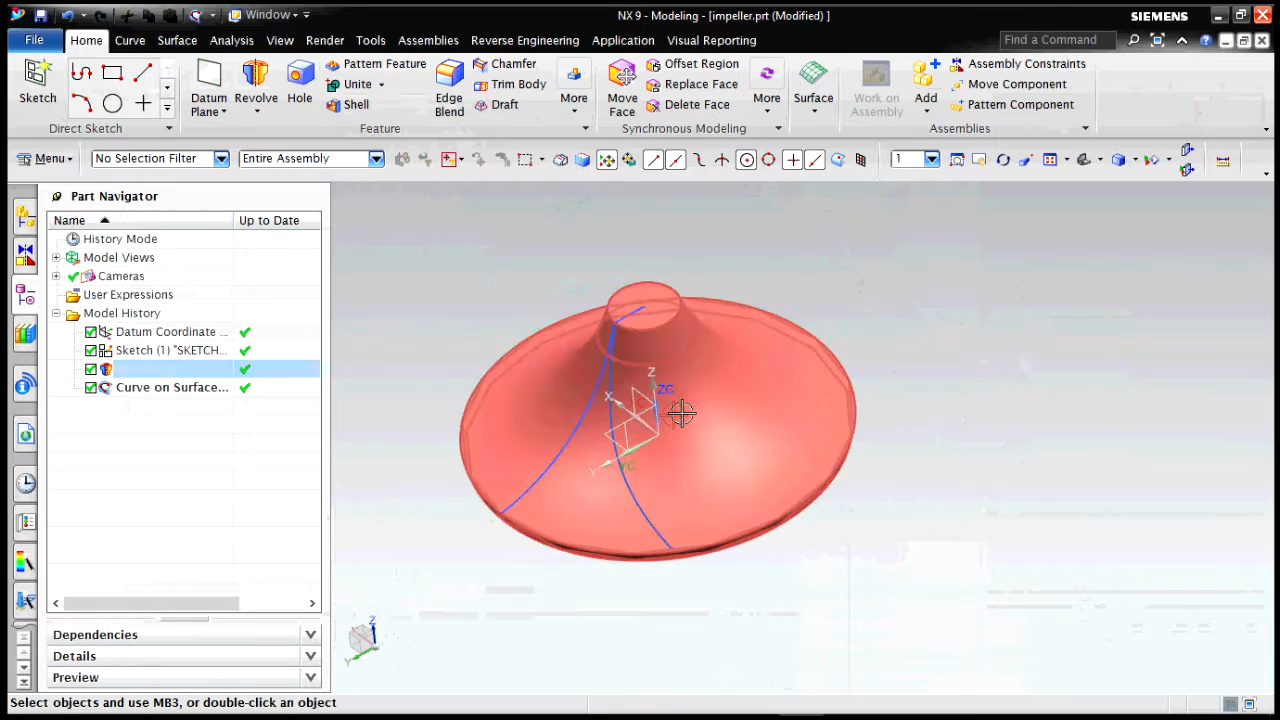 Window
NX 9 - Modeling - [impeller.prt (Modified) ]
SIEMENS
File
Home
Curve
Surface
Analysis
View
Render
Tools
Assemblies
Reverse Engineering
Application
Visual Reporting
Find a Command
Sketch
Direct Sketch
Datum Plane
Revolve
Hole
Pattern Feature
Unite
Shell
Edge Blend
Chamfer
Trim Body
Draft
More
Feature
Move Face
Offset Region
Replace Face
Delete Face
More
Synchronous Modeling
Surface
Work on Assembly
Add
Assembly Constraints
Move Component
Pattern Component
Assemblies
Menu
No Selection Filter
Entire Assembly
1
Part Navigator
Name
Up to Date
History Mode
Model Views
Cameras
User Expressions
Model History
Datum Coordinate ...
Sketch (1) "SKETCH...
Curve on Surface...
Dependencies
Details
Preview
Z
ZC
X
YC
Y
Z
Y
Select objects and use MB3, or double-click an object